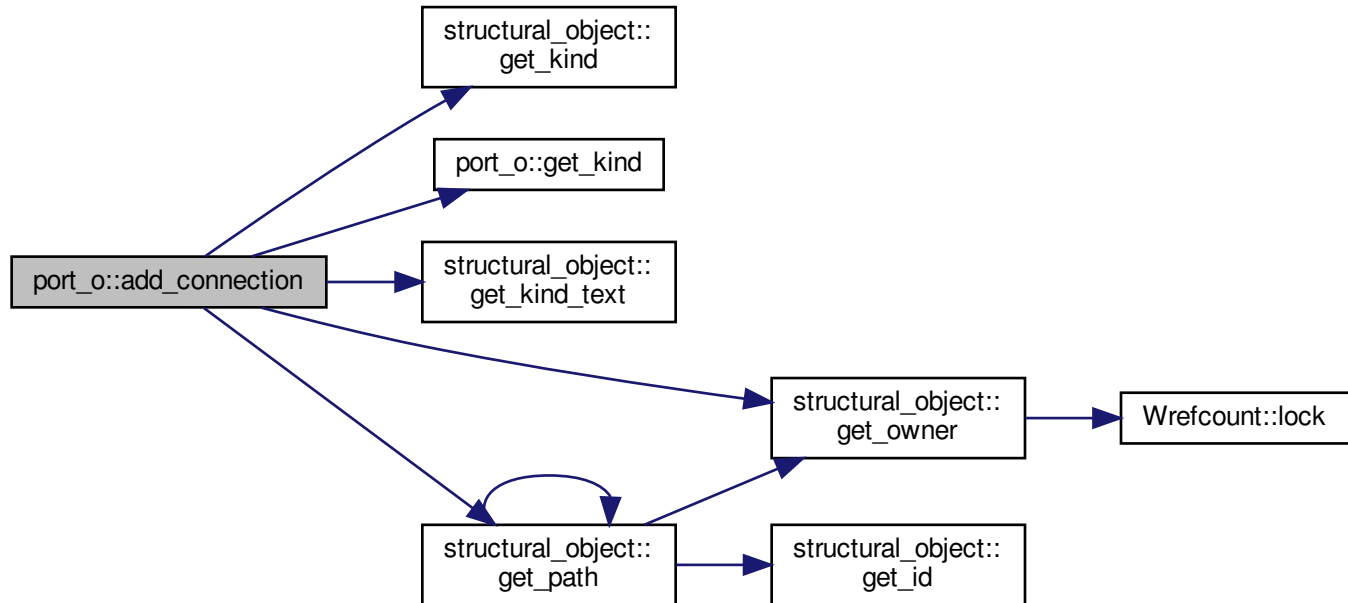 structural_object::
get_kind
port_o::get_kind
port_o::add_connection
structural_object::
get_kind_text
structural_object::
get_owner
Wrefcount::lock
structural_object::
get_path
structural_object::
get_id